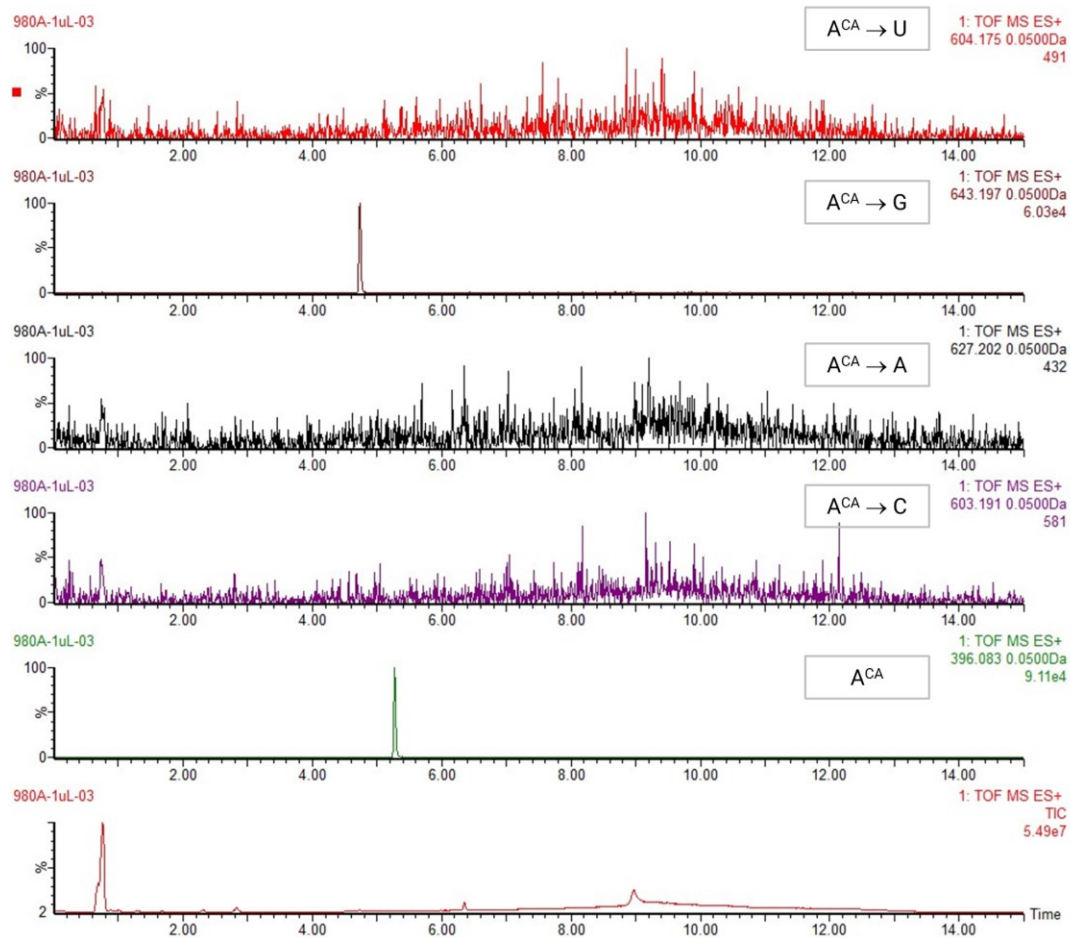 980A-1uL-03
A^CA → U
1: TOF MS ES+
604.175 0.0500Da
491
100
%
0
2.00 4.00 6.00 8.00 10.00 12.00 14.00
980A-1uL-03
A^CA → G
1: TOF MS ES+
643.197 0.0500Da
6.03e4
100
%
0
2.00 4.00 6.00 8.00 10.00 12.00 14.00
980A-1uL-03
A^CA → A
1: TOF MS ES+
627.202 0.0500Da
432
100
%
0
2.00 4.00 6.00 8.00 10.00 12.00 14.00
980A-1uL-03
A^CA → C
1: TOF MS ES+
603.191 0.0500Da
581
100
%
0
2.00 4.00 6.00 8.00 10.00 12.00 14.00
980A-1uL-03
A^CA
1: TOF MS ES+
396.083 0.0500Da
9.11e4
100
%
0
2.00 4.00 6.00 8.00 10.00 12.00 14.00
980A-1uL-03
1: TOF MS ES+
TIC
5.49e7
%
2
Time
2.00 4.00 6.00 8.00 10.00 12.00 14.00